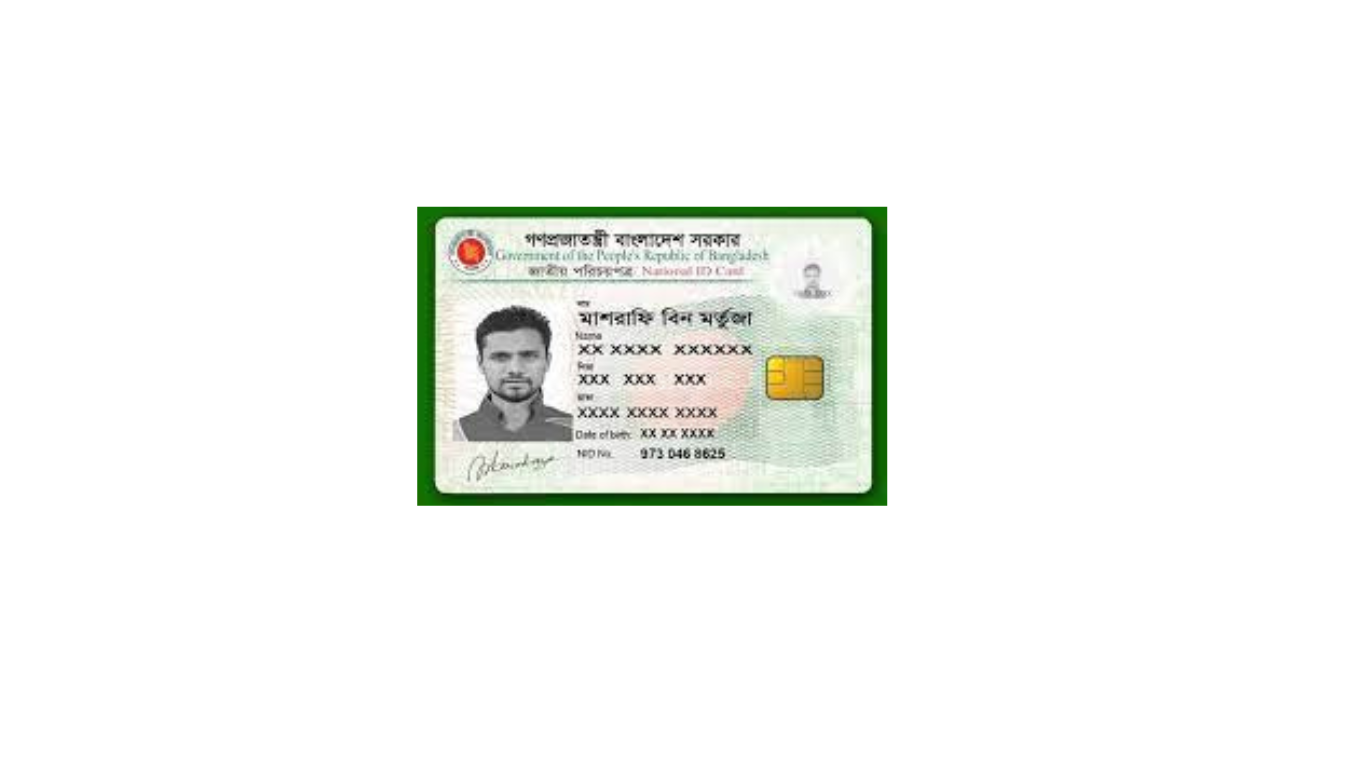 গণপ্রজাতন্ত্রী বাংলাদেশ সরকার
Government of the People's Republic of Bangladesh
জাতীয় পরিচয়পত্র National ID Card
নাম
মাশরাফি বিন মর্তুজা
Name
XX XXXX XXXXXX
পিতা
XXX XXX XXX
মাতা
XXXX XXXX XXXX
Date of birth: XX XX XXXX
NID No. 973 046 8625